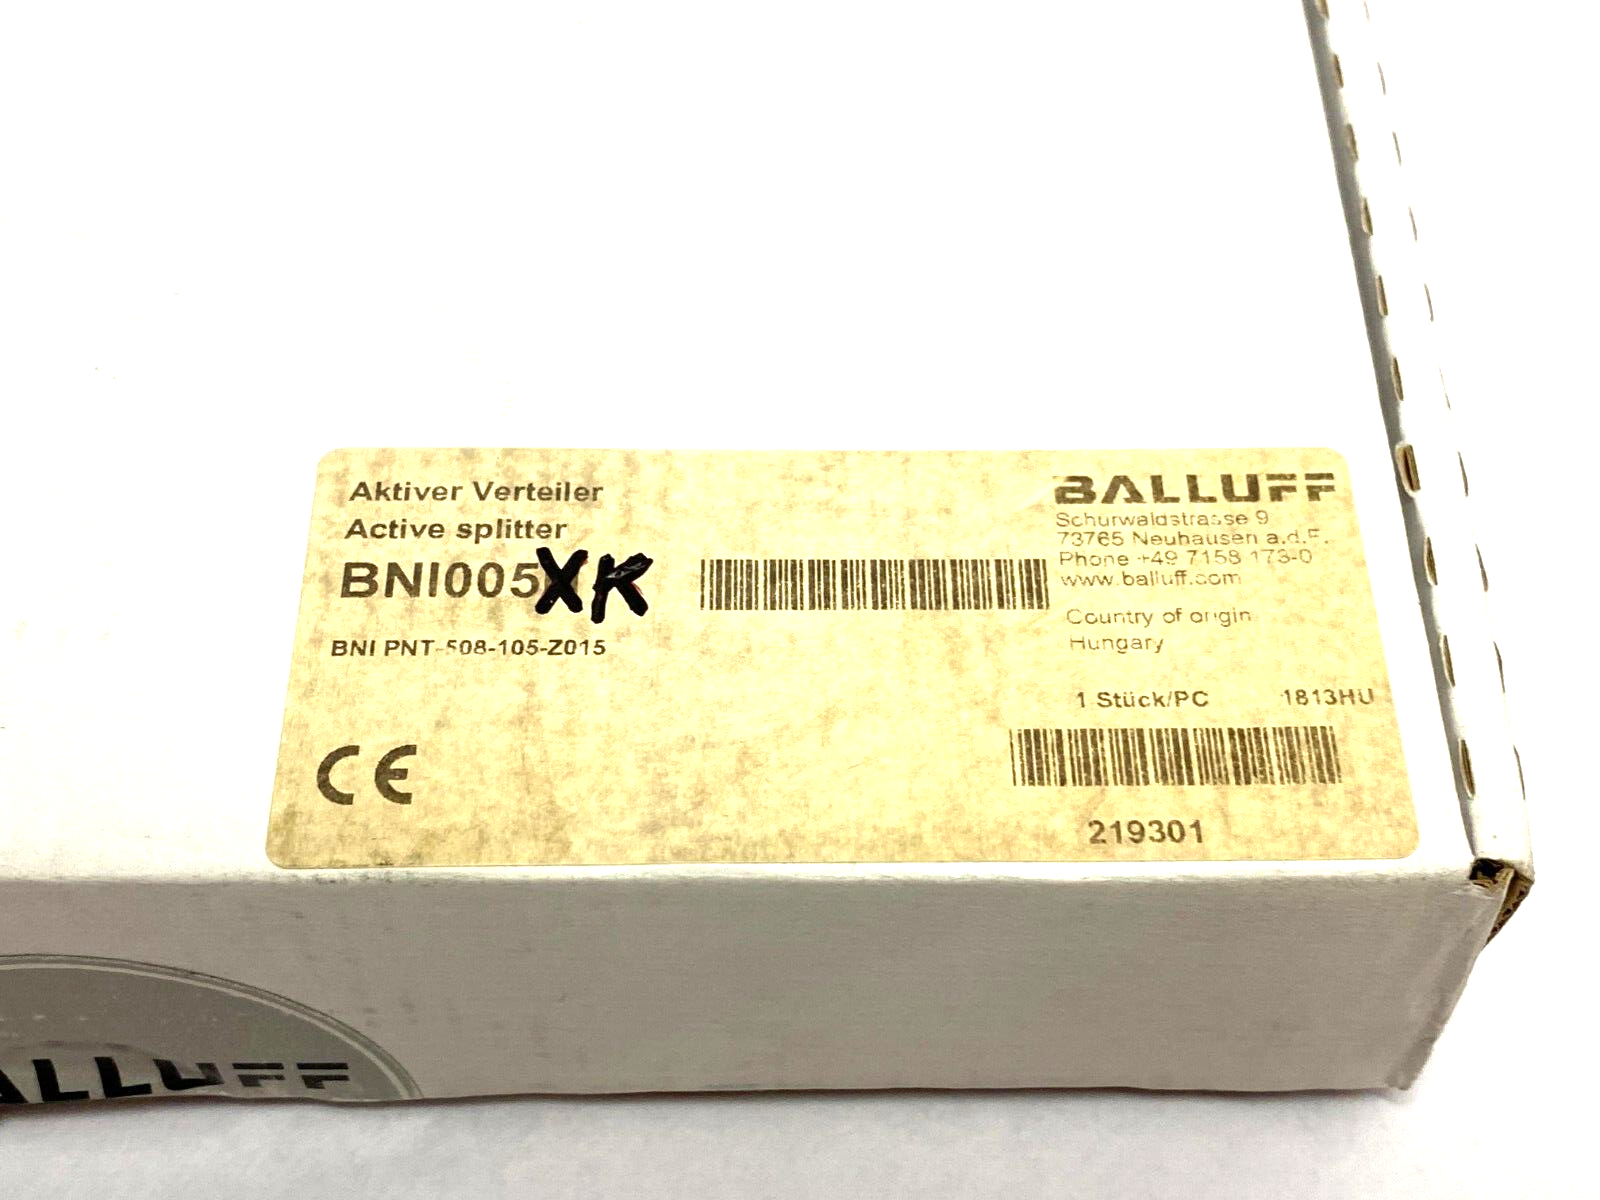 Aktiver Verteiler
Active splitter
BNI005XK
BNI PNT-508-105-Z015
BALLUFF
Schurwaldstrasse 9
73765 Neuhausen a.d.F.
Phone +49 7158 173-0
www.balluff.com
Country of origin
Hungary
1 Stück/PC 1813HU
219301
CE
ALLUFF